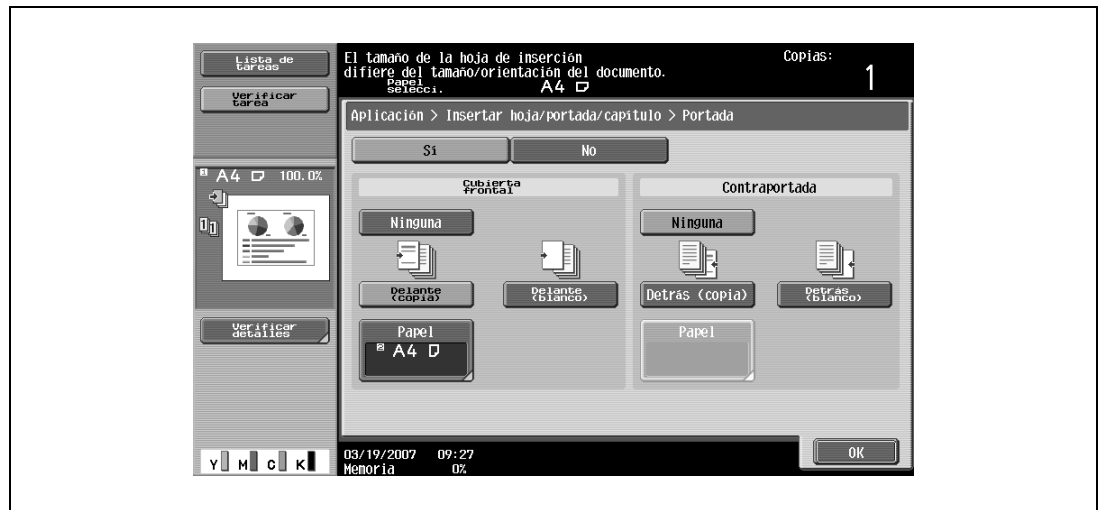 Lista de
tareas
Verificar
tarea
A4 100.0%
Verificar
detalles
Y M C K
El tamaño de la hoja de inserción
difiere del tamaño/orientación del documento.
Papel
selecci.
A4
Copias:
1
Aplicación > Insertar hoja/portada/capítulo > Portada
Sí No
Cubierta
frontal
Ninguna
Delante
(copia)
Delante
(blanco)
Papel
2 A4
Contraportada
Ninguna
Detrás (copia)
Detrás
(blanco)
Papel
03/19/2007 09:27
Memoria 0%
OK